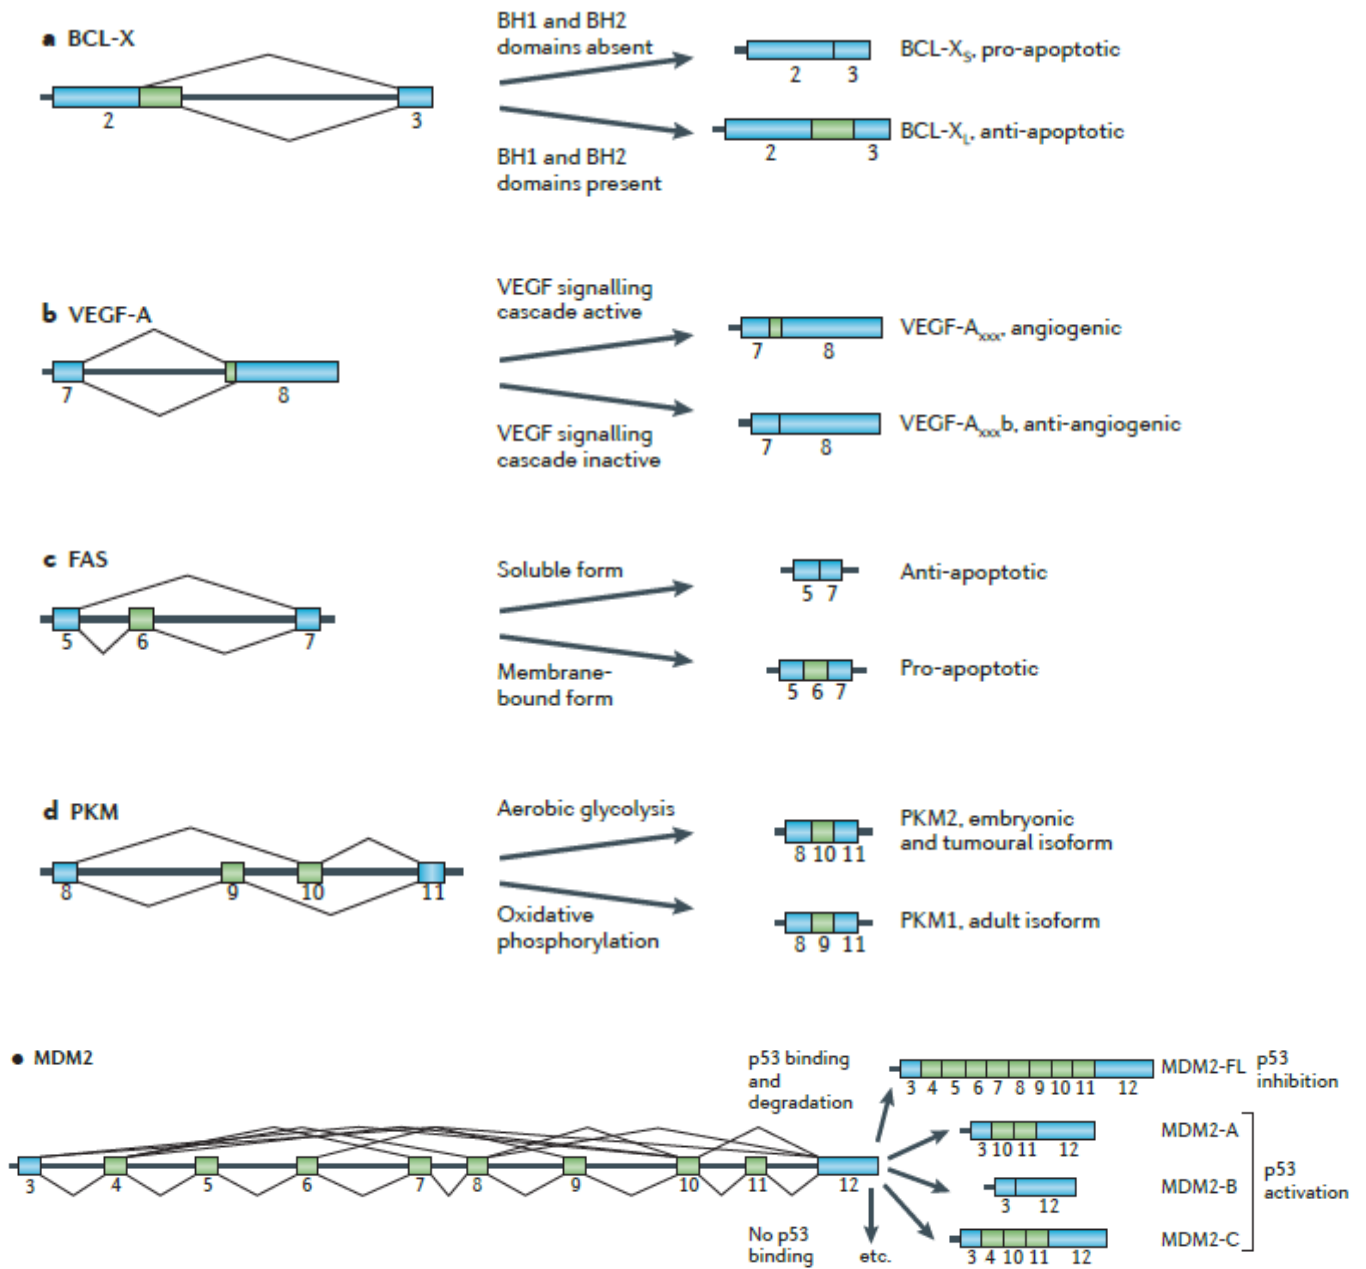 a BCL-X
BH1 and BH2
domains absent
2
3
2 3
BCL-Xs, pro-apoptotic
BH1 and BH2
domains present
2 3
BCL-XL, anti-apoptotic
b VEGF-A
VEGF signalling
cascade active
7
8
7 8
VEGF-Axxx, angiogenic
VEGF signalling
cascade inactive
7 8
VEGF-Axxxb, anti-angiogenic
c FAS
Soluble form
5 6 7
5 7
Anti-apoptotic
Membrane-
bound form
5 6 7
Pro-apoptotic
d PKM
Aerobic glycolysis
8 9 10 11
8 10 11
PKM2, embryonic
and tumoural isoform
Oxidative
phosphorylation
8 9 11
PKM1, adult isoform
e MDM2
p53 binding
and
degradation
3 4 5 6 7 8 9 10 11 12
3 4 5 6 7 8 9 10 11 12
MDM2-FL
p53
inhibition
3 10 11 12
MDM2-A
3 12
MDM2-B
p53
activation
No p53
binding
etc.
3 4 10 11 12
MDM2-C